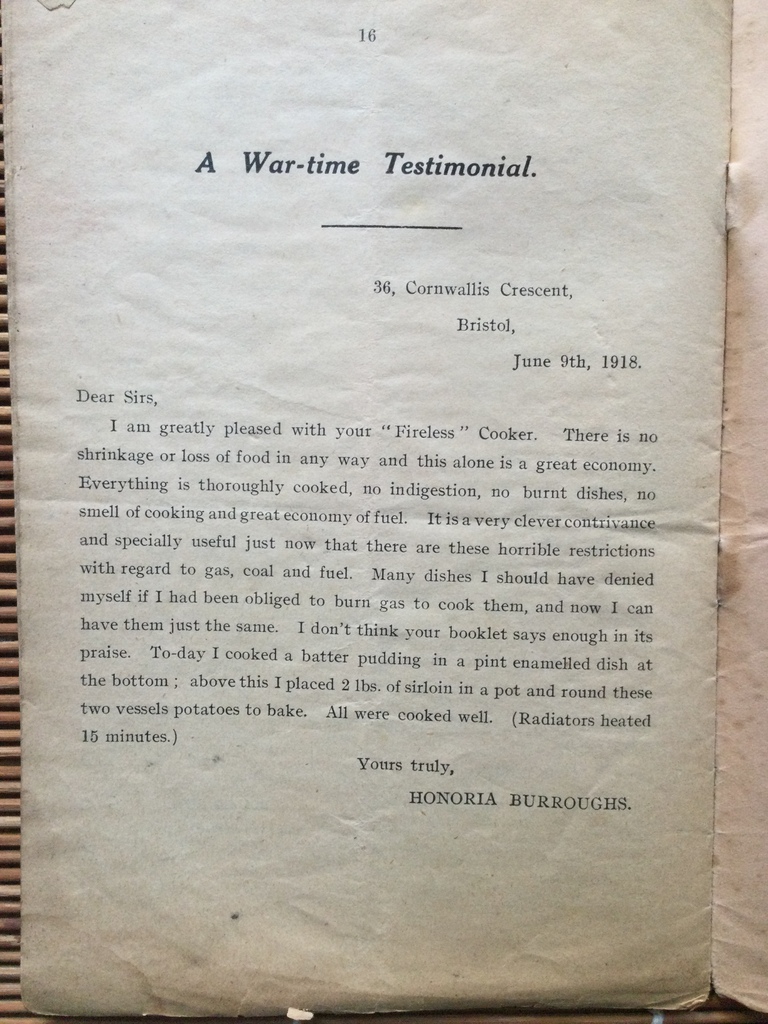 16
A War-time Testimonial.
36, Cornwallis Crescent,
Bristol,
June 9th, 1918.
Dear Sirs,
I am greatly pleased with your "Fireless" Cooker. There is no
shrinkage or loss of food in any way and this alone is a great economy.
Everything is thoroughly cooked, no indigestion, no burnt dishes, no
smell of cooking and great economy of fuel. It is a very clever contrivance
and specially useful just now that there are these horrible restrictions
with regard to gas, coal and fuel. Many dishes I should have denied
myself if I had been obliged to burn gas to cook them, and now I can
have them just the same. I don't think your booklet says enough in its
praise. To-day I cooked a batter pudding in a pint enamelled dish at
the bottom ; above this I placed 2 lbs. of sirloin in a pot and round these
two vessels potatoes to bake. All were cooked well. (Radiators heated
15 minutes.)
Yours truly,
HONORIA BURROUGHS.